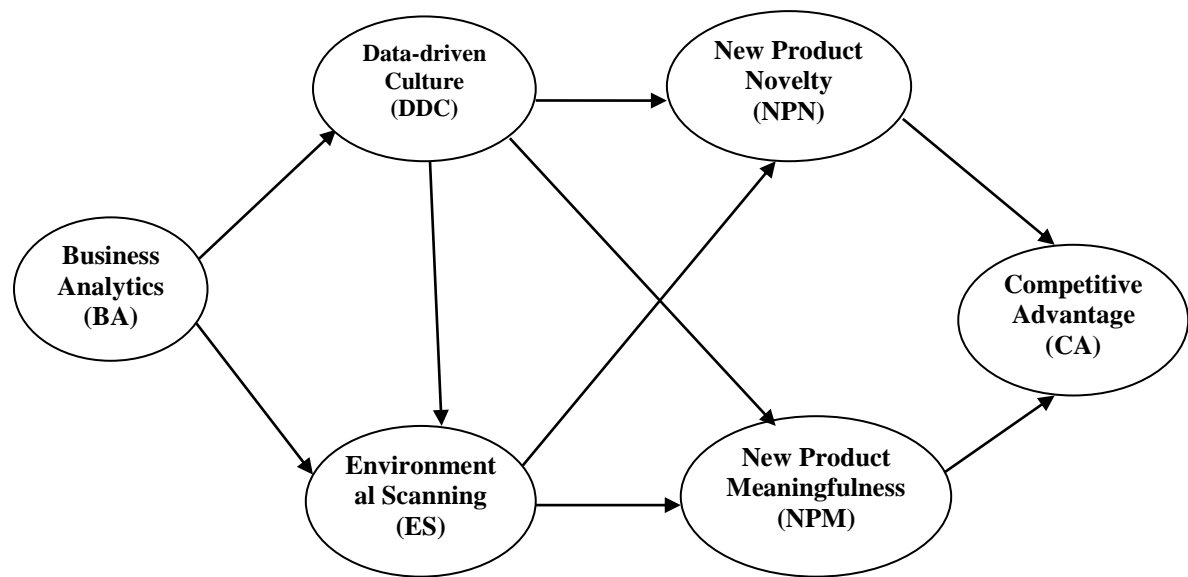 Data-driven
Culture
(DDC)
New Product
Novelty
(NPN)
Business
Analytics
(BA)
Competitive
Advantage
(CA)
Environment
al Scanning
(ES)
New Product
Meaningfulness
(NPM)